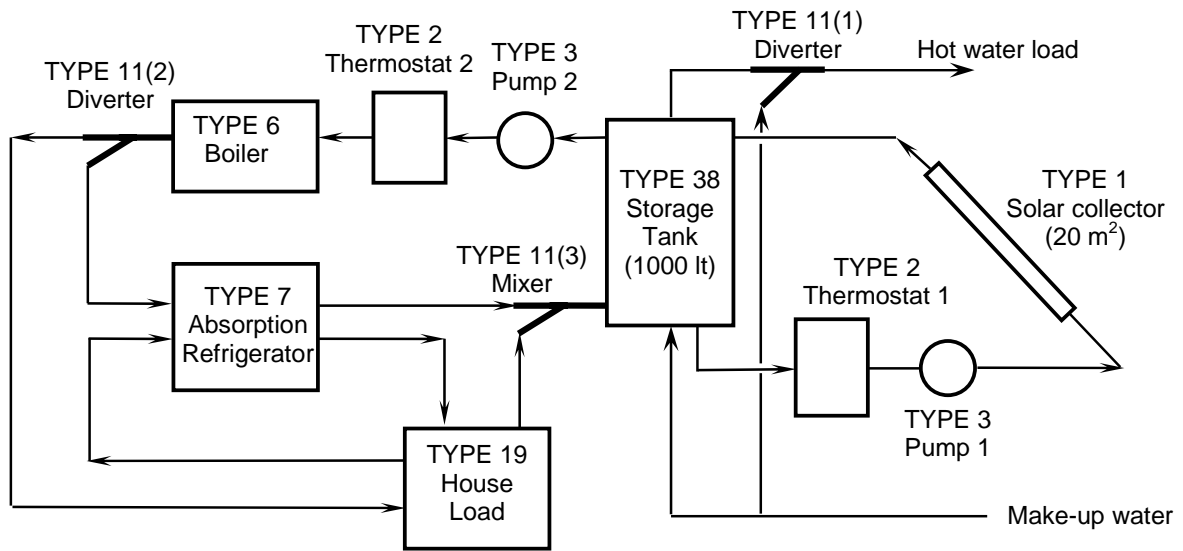 TYPE 11(1)
Diverter
Hot water load
TYPE 2
Thermostat 2
TYPE 3
Pump 2
TYPE 11(2)
Diverter
TYPE 6
Boiler
TYPE 38
Storage
Tank
(1000 lt)
TYPE 1
Solar collector
(20 m²)
TYPE 11(3)
Mixer
TYPE 2
Thermostat 1
TYPE 7
Absorption
Refrigerator
TYPE 3
Pump 1
TYPE 19
House
Load
Make-up water